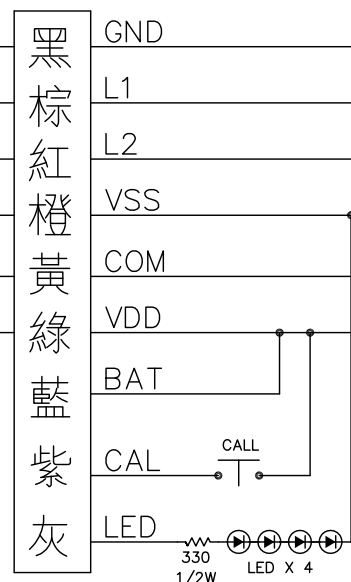 黑 GND
棕 L1
紅 L2
橙 VSS
黃 COM
綠 VDD
藍 BAT
紫 CAL
CALL
灰 LED
330
1/2W
LED X 4